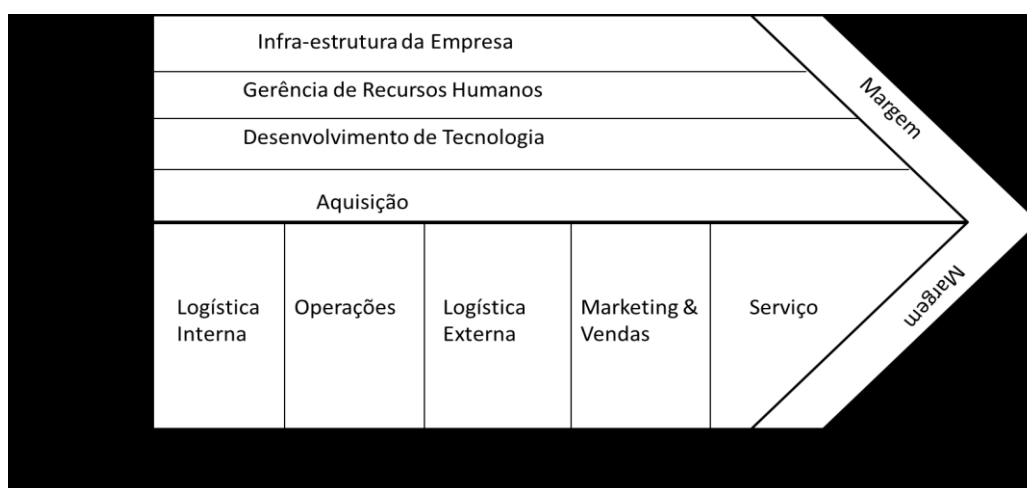 Infra-estrutura da Empresa
Gerência de Recursos Humanos
Margem
Desenvolvimento de Tecnologia
Aquisição
Logística
Interna
Operações
Logística
Externa
Marketing &
Vendas
Serviço
Margem